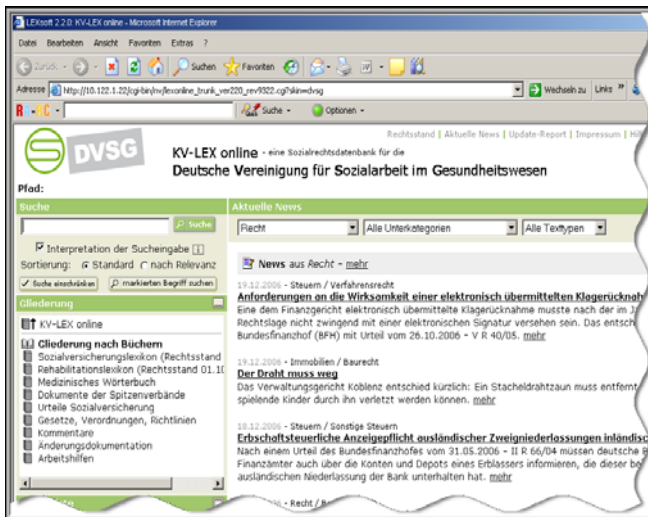 LEXsoft 2.2.0: KV-LEX online - Microsoft Internet Explorer
Datei Bearbeiten Ansicht Favoriten Extras ?
Zurück Suchen Favoriten
Adresse http://10.122.1.22/cgi-bin/nv/lexonline_trunk_ver220_rev9322.cgi?skin=dvsg Wechseln zu Links »
Suche Optionen
Rechtsstand | Aktuelle News | Update-Report | Impressum | Hil
DVSG
KV-LEX online - eine Sozialrechtsdatenbank für die
Deutsche Vereinigung für Sozialarbeit im Gesundheitswesen
Pfad:
Suche
Suche
Interpretation der Sucheingabe [i]
Sortierung: Standard nach Relevanz
Suche einschränken markierten Begriff suchen
Gliederung
KV-LEX online
Gliederung nach Büchern
Sozialversicherungslexikon (Rechtsstand
Rehabilitationslexikon (Rechtsstand 01.10
Medizinisches Wörterbuch
Dokumente der Spitzenverbände
Urteile Sozialversicherung
Gesetze, Verordnungen, Richtlinien
Kommentare
Änderungsdokumentation
Arbeitshilfen
Aktuelle News
Recht Alle Unterkategorien Alle Texttypen
News aus Recht - mehr
19.12.2006 - Steuern / Verfahrensrecht
Anforderungen an die Wirksamkeit einer elektronisch übermittelten Klagerücknah
Eine dem Finanzgericht elektronisch übermittelte Klagerücknahme musste nach der im J
Rechtslage nicht zwingend mit einer elektronischen Signatur versehen sein. Das entsch
Bundesfinanzhof (BFH) mit Urteil vom 26.10.2006 - V R 40/05. mehr
19.12.2006 - Immobilien / Baurecht
Der Draht muss weg
Das Verwaltungsgericht Koblenz entschied kürzlich: Ein Stacheldrahtzaun muss entfernt
spielende Kinder durch ihn verletzt werden können. mehr
18.12.2006 - Steuern / Sonstige Steuern
Erbschaftsteuerliche Anzeigepflicht ausländischer Zweigniederlassungen inländisc
Nach einem Urteil des Bundesfinanzhofes vom 31.05.2006 - II R 66/04 müssen deutsche B
Finanzämter auch über die Konten und Depots eines Erblassers informieren, die dieser be
ausländischen Niederlassung der Bank unterhalten hat. mehr
2006 - Recht